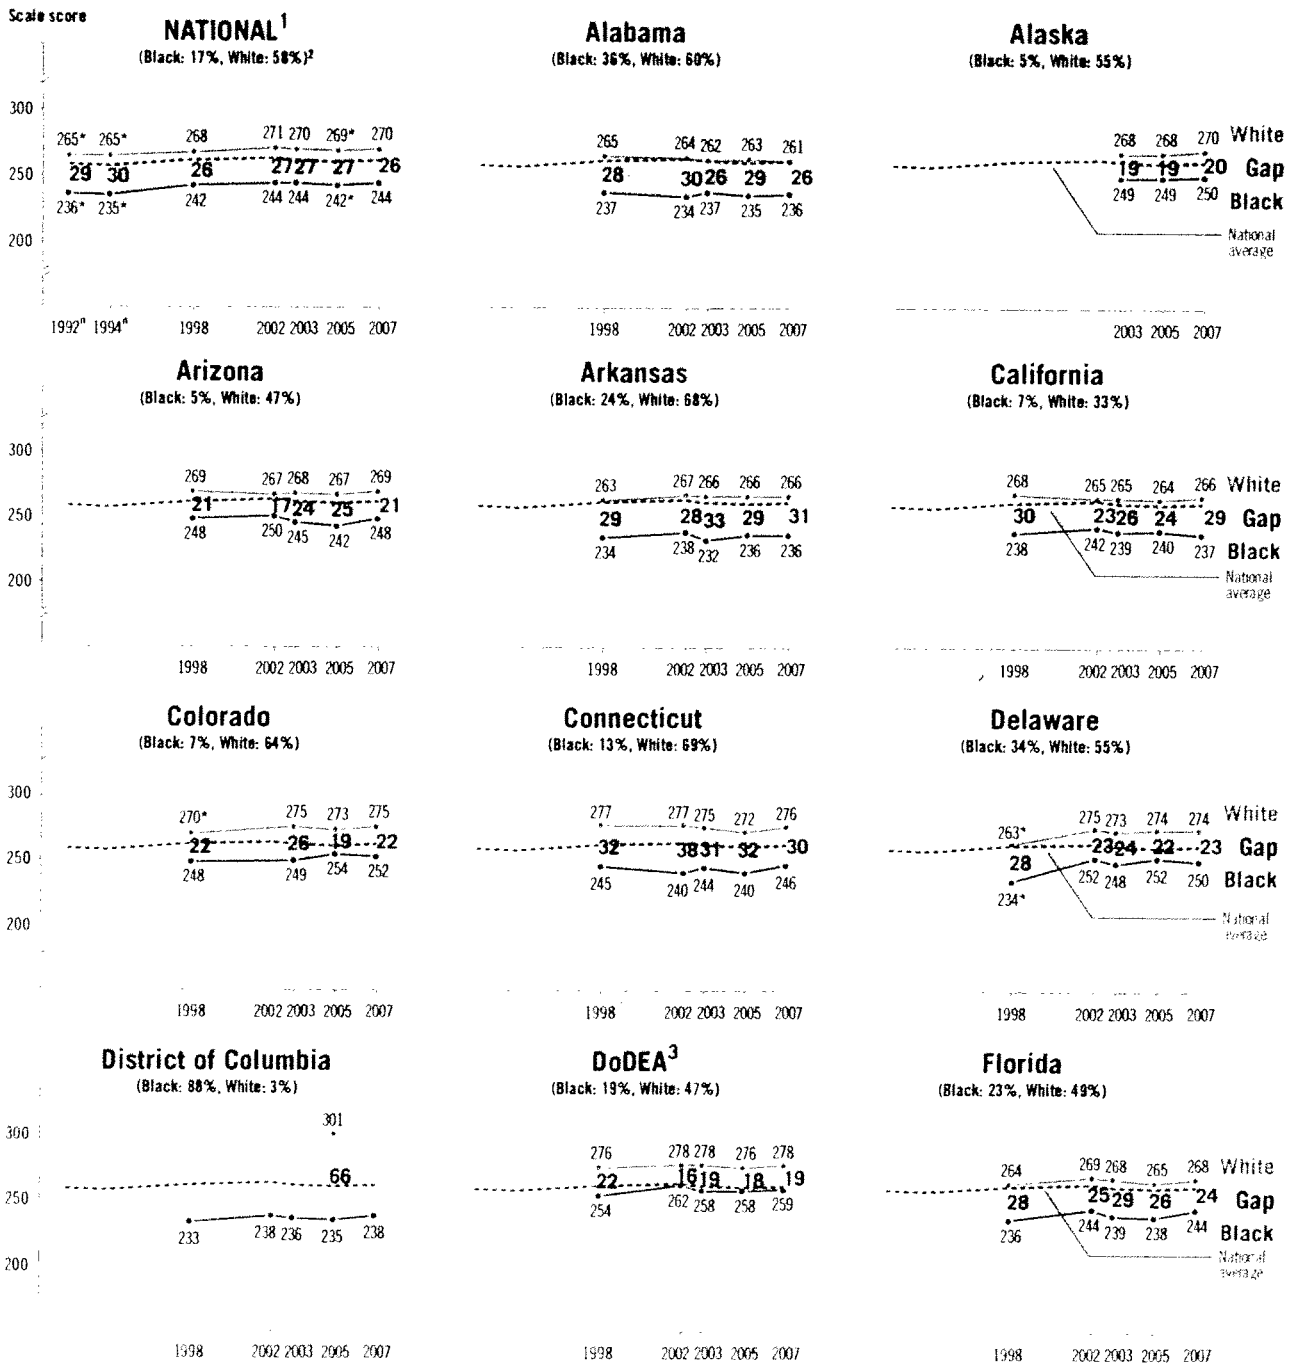 Scale score
NATIONAL¹
(Black: 17%, White: 58%)²
300
250
200
265* 265* 268 271 270 269* 270
29 30 26 27 27 27 26
236* 235* 242 244 244 242* 244
1992ⁿ 1994ⁿ 1998 2002 2003 2005 2007
Alabama
(Black: 36%, White: 60%)
265 264 262 263 261
28 30 26 29 26
237 234 237 235 236
1998 2002 2003 2005 2007
Alaska
(Black: 5%, White: 55%)
268 268 270 White
19 19 20 Gap
249 249 250 Black
National
average
2003 2005 2007
Arizona
(Black: 5%, White: 47%)
300
250
200
269 267 268 267 269
21 17 24 25 21
248 250 245 242 248
1998 2002 2003 2005 2007
Arkansas
(Black: 24%, White: 68%)
263 267 266 266 266
29 28 33 29 31
234 238 232 236 236
1998 2002 2003 2005 2007
California
(Black: 7%, White: 33%)
268 265 265 264 266 White
30 23 26 24 29 Gap
238 242 239 240 237 Black
National
average
1998 2002 2003 2005 2007
Colorado
(Black: 7%, White: 64%)
300
250
200
270* 275 273 275
22 26 19 22
248 249 254 252
1998 2002 2003 2005 2007
Connecticut
(Black: 13%, White: 69%)
277 277 275 272 276
32 38 31 32 30
245 240 244 240 246
1998 2002 2003 2005 2007
Delaware
(Black: 34%, White: 55%)
263* 275 273 274 274 White
28 23 24 22 23 Gap
234* 252 248 252 250 Black
National
average
1998 2002 2003 2005 2007
District of Columbia
(Black: 88%, White: 3%)
300
250
200
301
66
233 238 236 235 238
1998 2002 2003 2005 2007
DoDEA³
(Black: 19%, White: 47%)
276 278 278 276 278
22 16 19 18 19
254 262 258 258 259
1998 2002 2003 2005 2007
Florida
(Black: 23%, White: 49%)
264 269 268 265 268 White
28 25 29 26 24 Gap
236 244 239 238 244 Black
National
average
1998 2002 2003 2005 2007